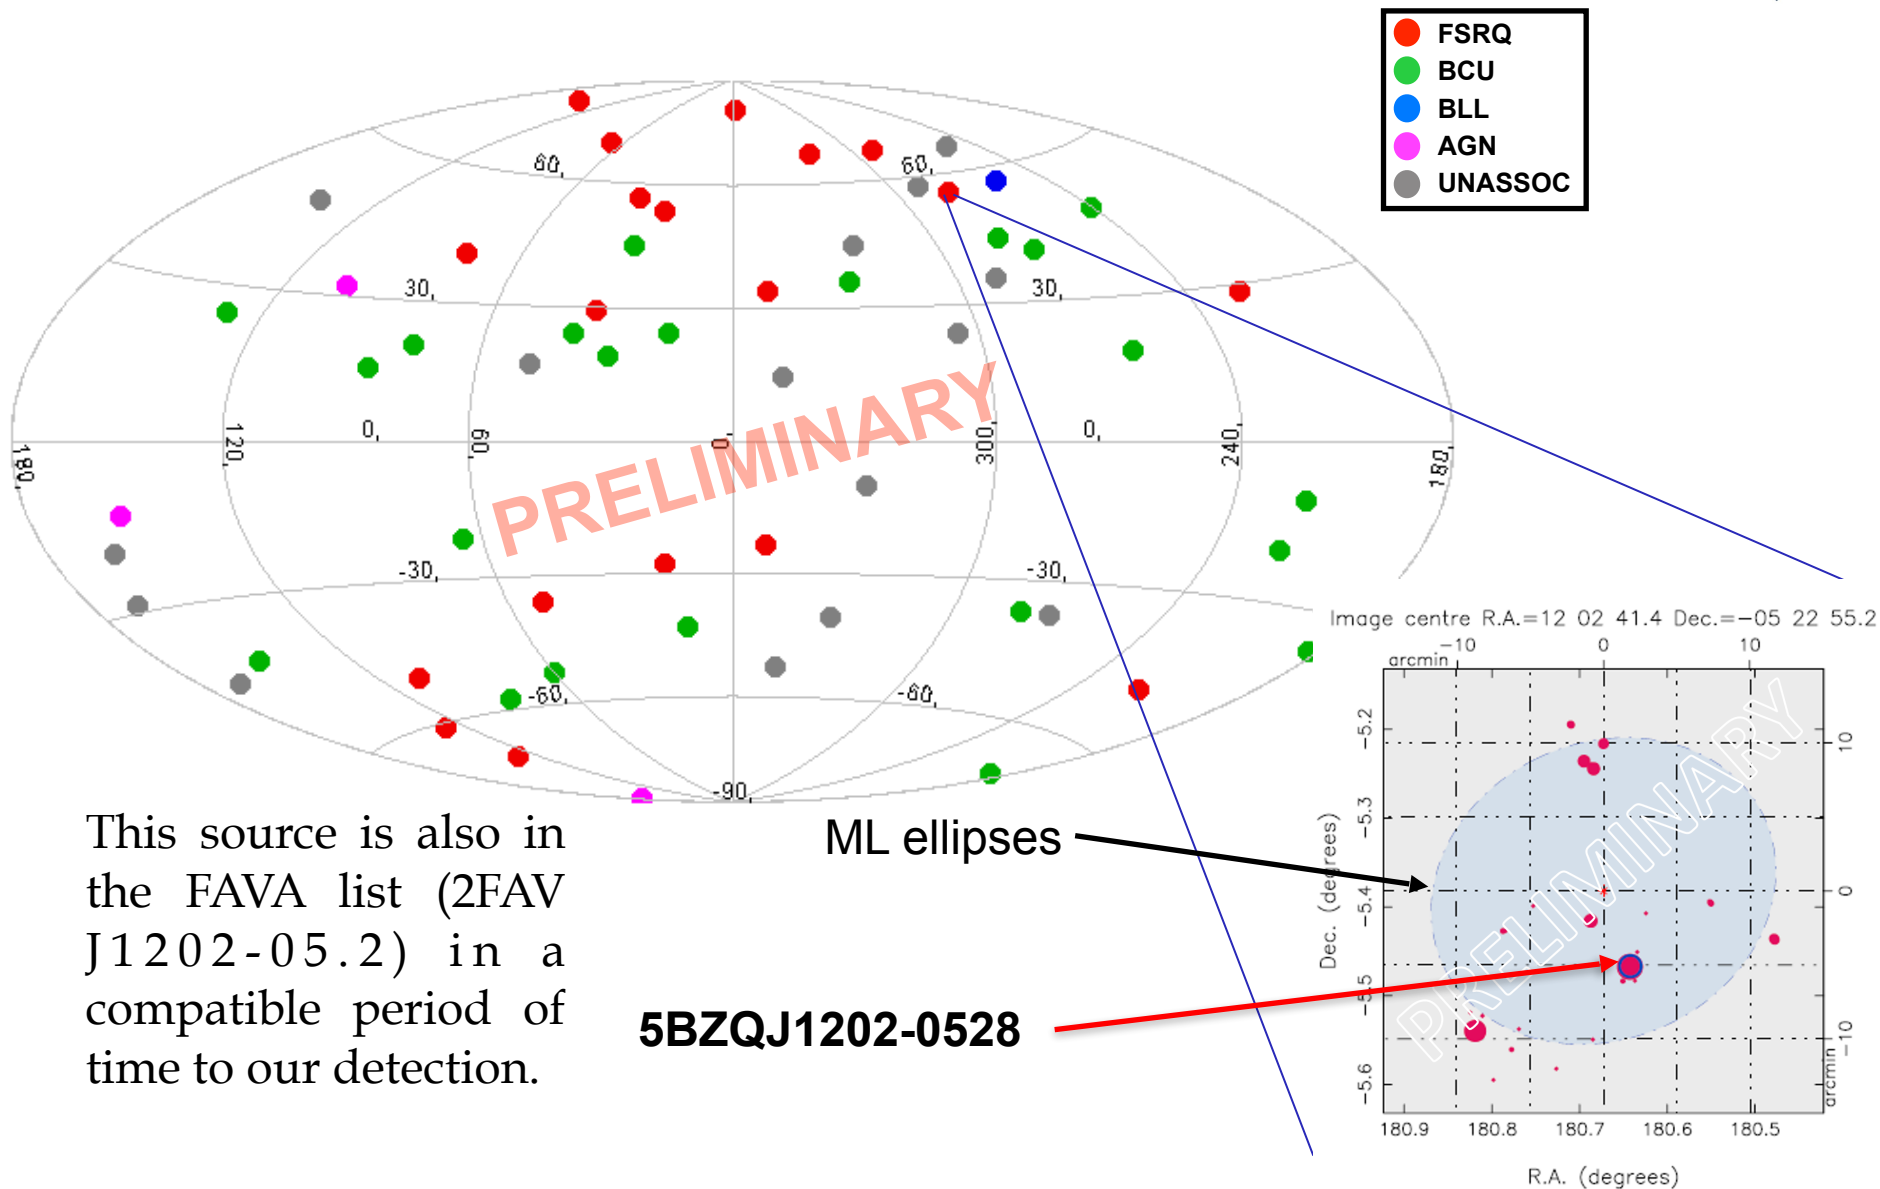 FSRQ
BCU
BLL
AGN
UNASSOC
60,
60,
30,
30,
180,
120,
0,
60,
0,
300,
0,
240,
180,
PRELIMINARY
-30,
-30,
-60,
-60,
-90,
This source is also in
the FAVA list (2FAV
J1202-05.2) in a
compatible period of
time to our detection.
ML ellipses
5BZQJ1202-0528
Image centre R.A.=12 02 41.4 Dec.=-05 22 55.2
arcmin
-10 0 10
-5.2
-5.3
-5.4
-5.5
-5.6
Dec. (degrees)
10
0
-10
arcmin
PRELIMINARY
180.9 180.8 180.7 180.6 180.5
R.A. (degrees)